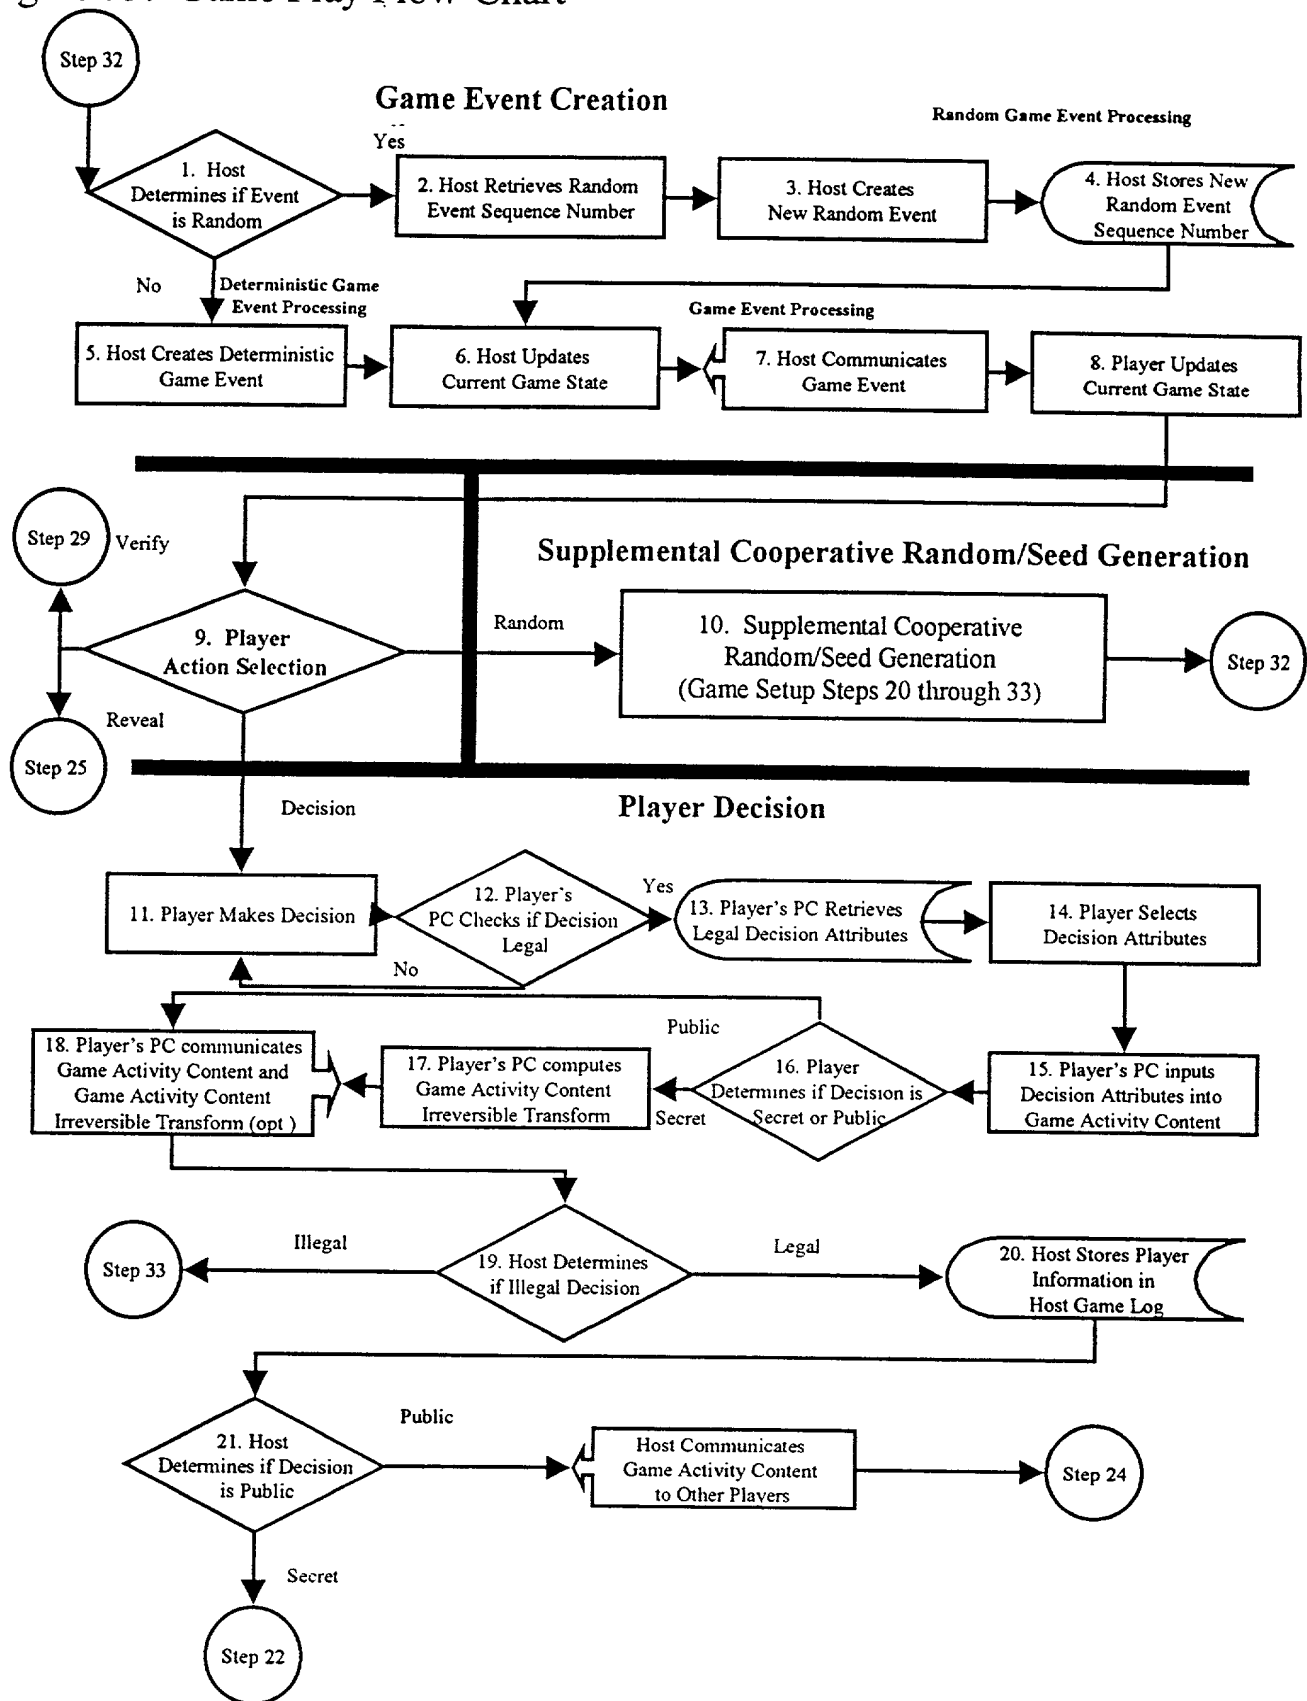 Game Play Flow Chart
Step 32
Game Event Creation
Random Game Event Processing
Yes
1. Host
Determines if Event
is Random
2. Host Retrieves Random
Event Sequence Number
3. Host Creates
New Random Event
4. Host Stores New
Random Event
Sequence Number
No
Deterministic Game
Event Processing
Game Event Processing
5. Host Creates Deterministic
Game Event
6. Host Updates
Current Game State
7. Host Communicates
Game Event
8. Player Updates
Current Game State
Step 29
Verify
Supplemental Cooperative Random/Seed Generation
9. Player
Action Selection
Random
10. Supplemental Cooperative
Random/Seed Generation
(Game Setup Steps 20 through 33)
Step 32
Reveal
Step 25
Decision
Player Decision
11. Player Makes Decision
12. Player's
PC Checks if Decision
Legal
Yes
No
13. Player's PC Retrieves
Legal Decision Attributes
14. Player Selects
Decision Attributes
18. Player's PC communicates
Game Activity Content and
Game Activity Content
Irreversible Transform (opt )
17. Player's PC computes
Game Activity Content
Irreversible Transform
Public
Secret
16. Player
Determines if Decision is
Secret or Public
15. Player's PC inputs
Decision Attributes into
Game Activity Content
Step 33
Illegal
19. Host Determines
if Illegal Decision
Legal
20. Host Stores Player
Information in
Host Game Log
21. Host
Determines if Decision
is Public
Public
Host Communicates
Game Activity Content
to Other Players
Step 24
Secret
Step 22